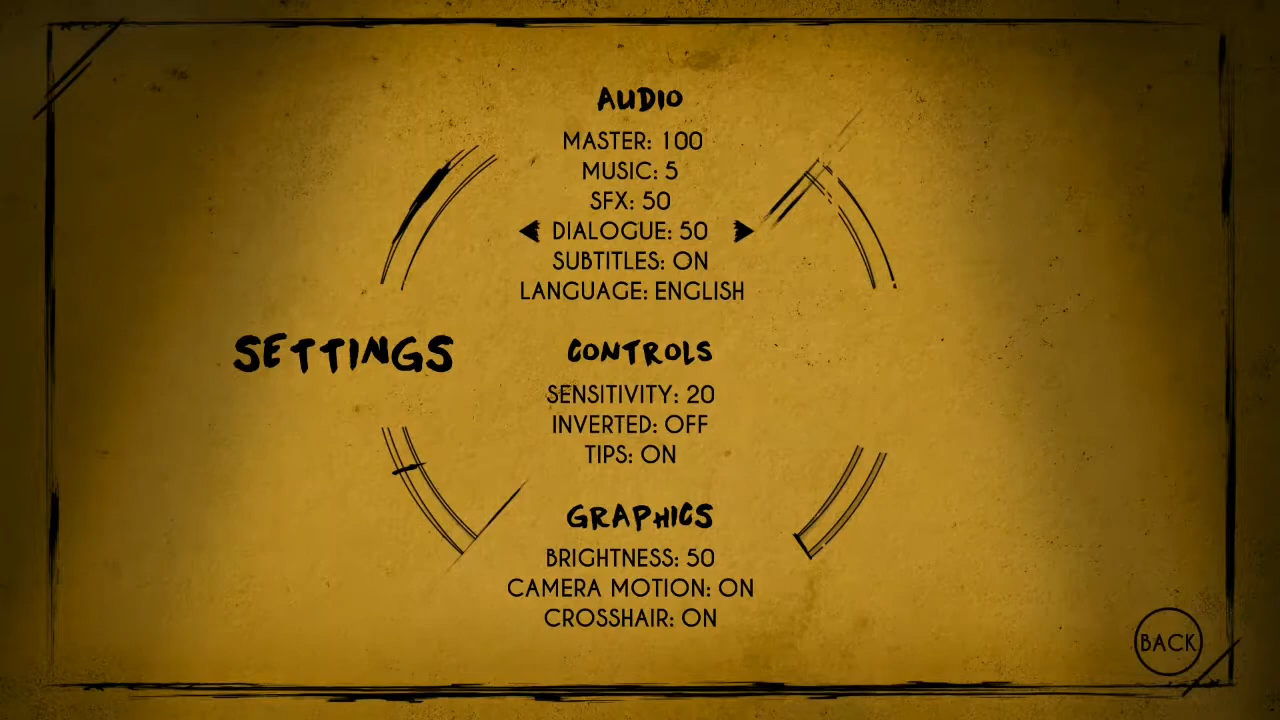 AUDIO
MASTER: 100
MUSIC: 5
SFX: 50
DIALOGUE: 50
SUBTITLES: ON
LANGUAGE: ENGLISH
SETTINGS
CONTROLS
SENSITIVITY: 20
INVERTED: OFF
TIPS: ON
GRAPHICS
BRIGHTNESS: 50
CAMERA MOTION: ON
CROSSHAIR: ON
BACK